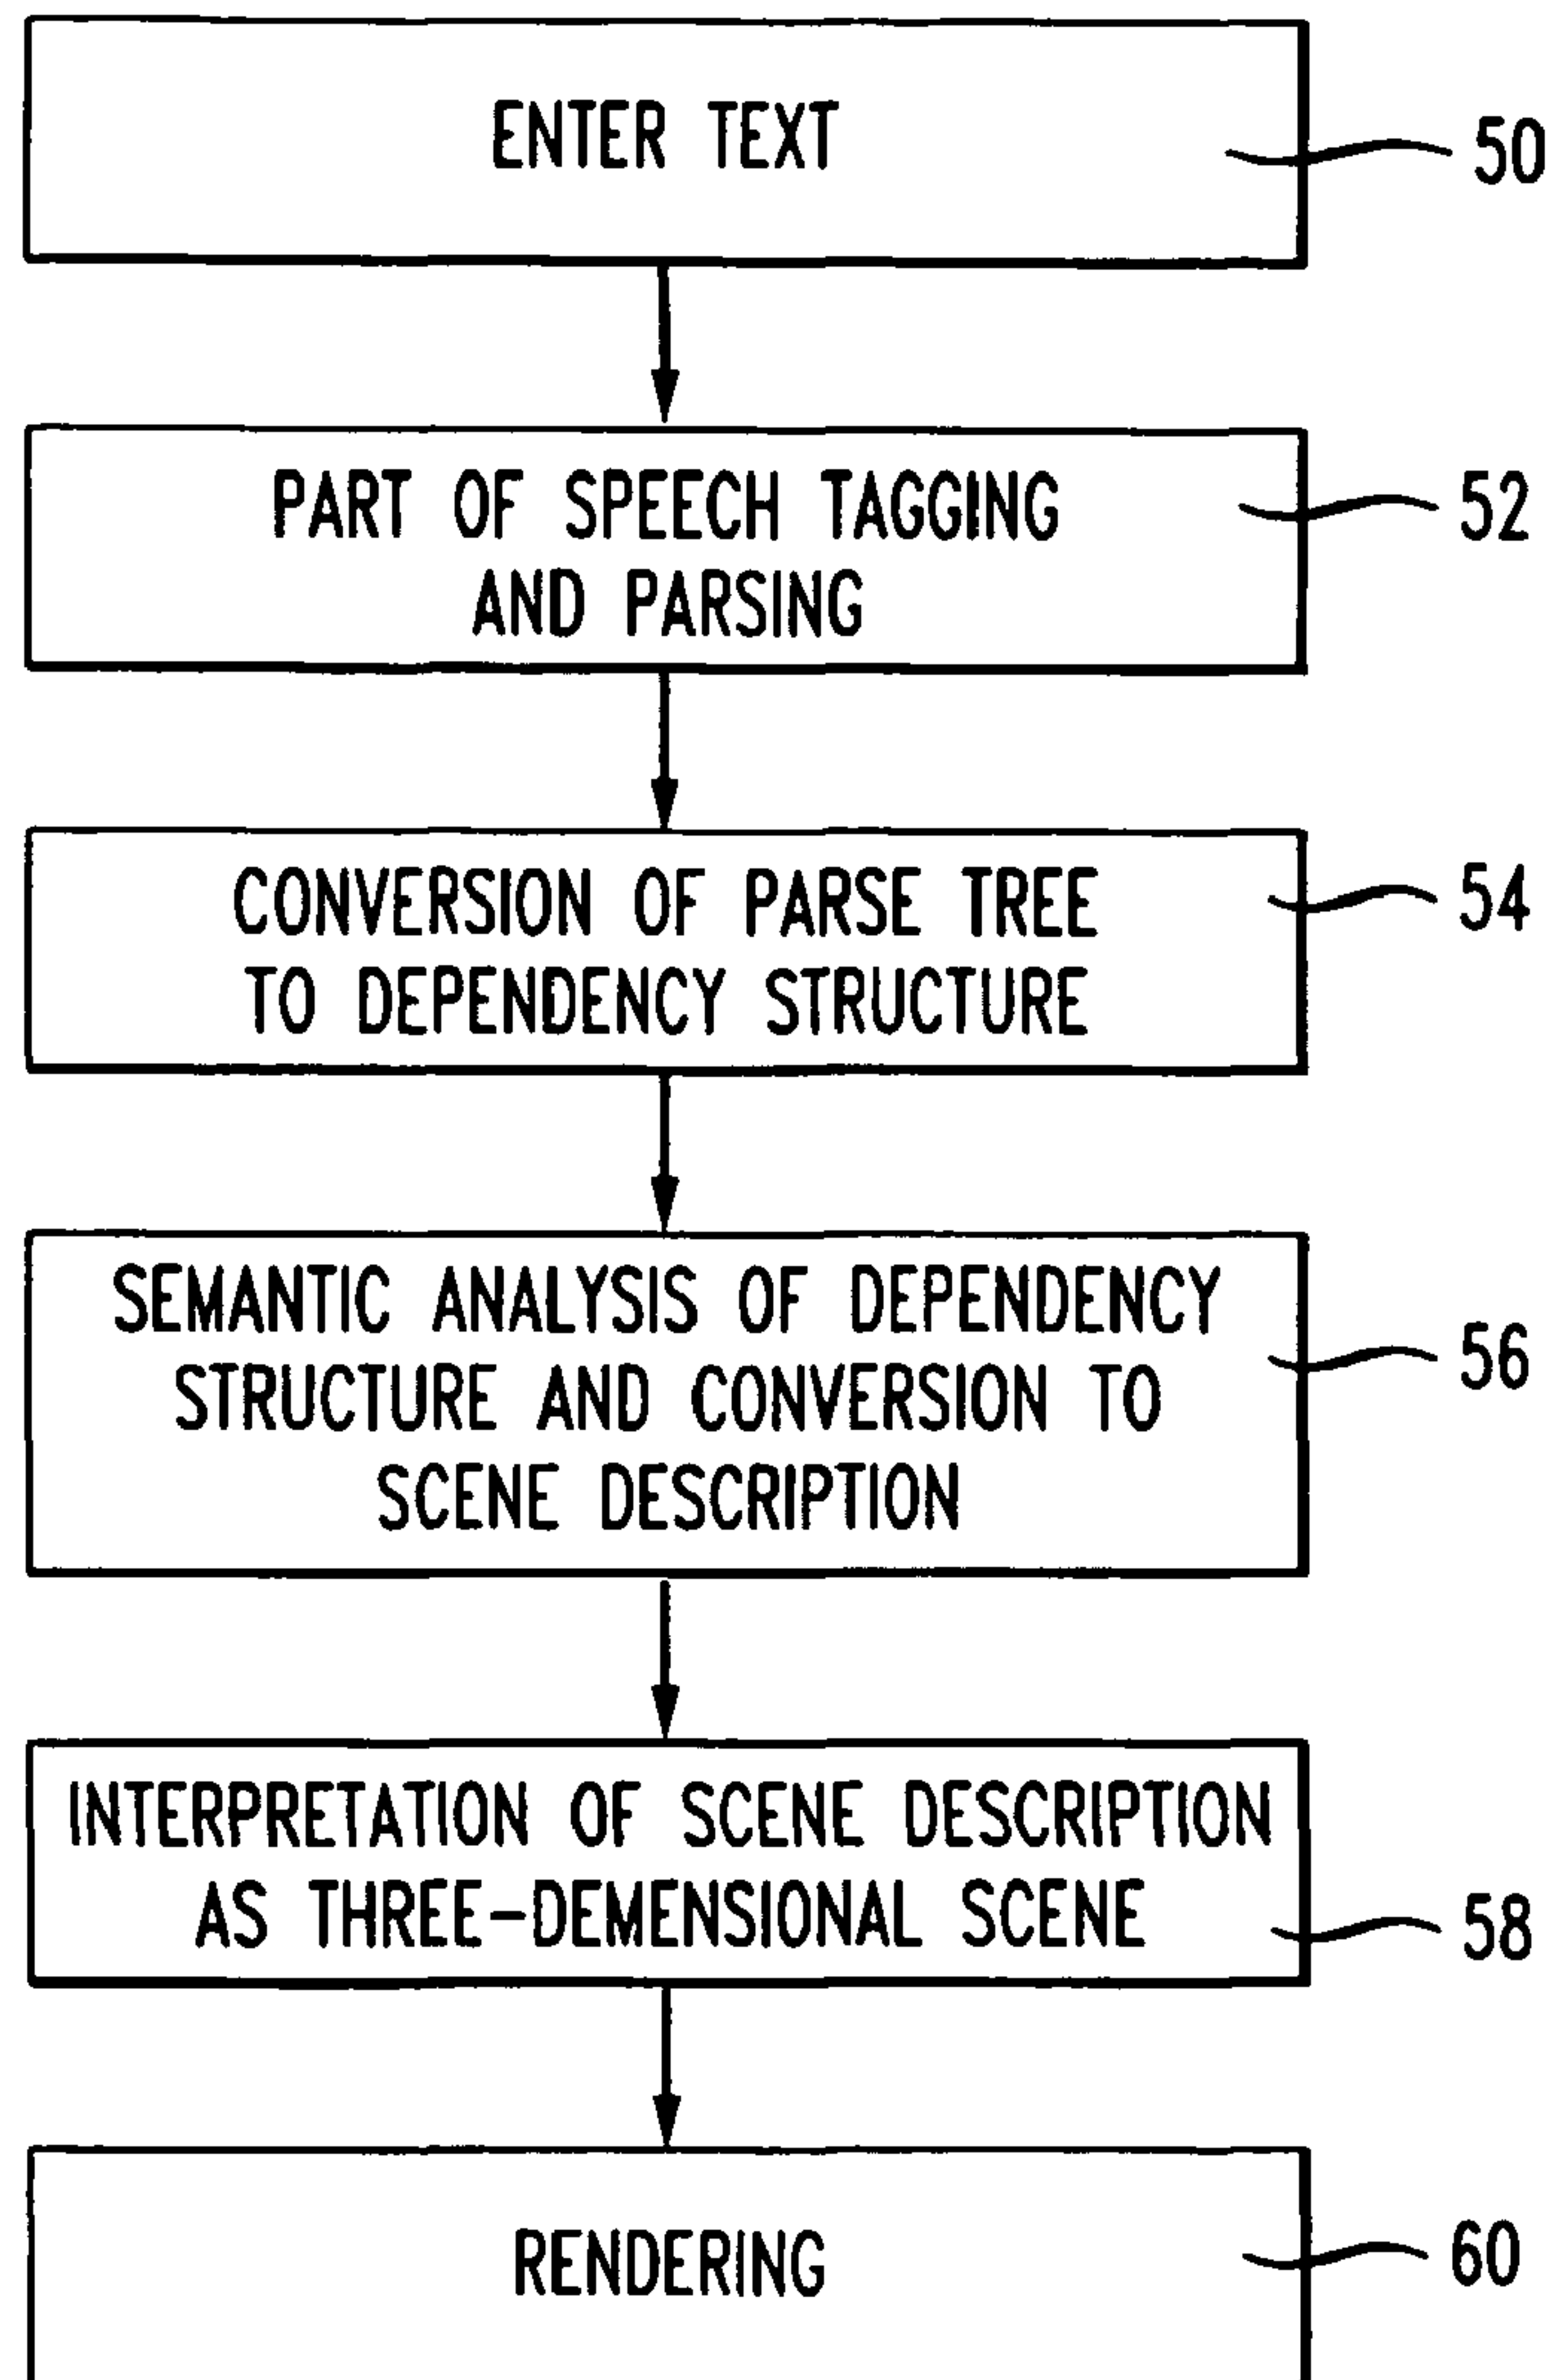 ENTER TEXT
50
PART OF SPEECH TAGGING
52
AND PARSING
CONVERSION OF PARSE TREE
54
TO DEPENDENCY STRUCTURE
SEMANTIC ANALYSIS OF DEPENDENCY
56
STRUCTURE AND CONVERSION TO
SCENE DESCRIPTION
INTERPRETATION OF SCENE DESCRIPTION
AS THREE-DEMENSIONAL SCENE
58
RENDERING
60